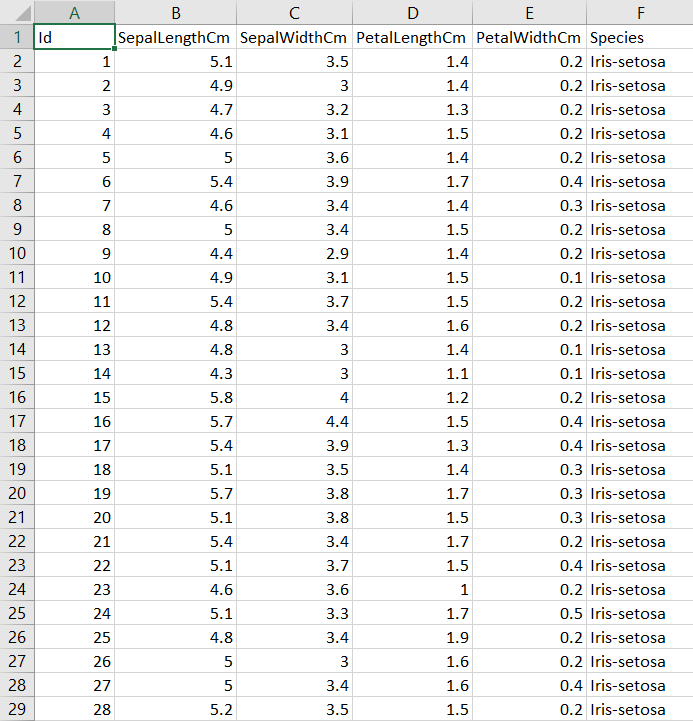 A B C D E F
1 Id SepalLengthCm SepalWidthCm PetalLengthCm PetalWidthCm Species
2 1 5.1 3.5 1.4 0.2 Iris-setosa
3 2 4.9 3 1.4 0.2 Iris-setosa
4 3 4.7 3.2 1.3 0.2 Iris-setosa
5 4 4.6 3.1 1.5 0.2 Iris-setosa
6 5 5 3.6 1.4 0.2 Iris-setosa
7 6 5.4 3.9 1.7 0.4 Iris-setosa
8 7 4.6 3.4 1.4 0.3 Iris-setosa
9 8 5 3.4 1.5 0.2 Iris-setosa
10 9 4.4 2.9 1.4 0.2 Iris-setosa
11 10 4.9 3.1 1.5 0.1 Iris-setosa
12 11 5.4 3.7 1.5 0.2 Iris-setosa
13 12 4.8 3.4 1.6 0.2 Iris-setosa
14 13 4.8 3 1.4 0.1 Iris-setosa
15 14 4.3 3 1.1 0.1 Iris-setosa
16 15 5.8 4 1.2 0.2 Iris-setosa
17 16 5.7 4.4 1.5 0.4 Iris-setosa
18 17 5.4 3.9 1.3 0.4 Iris-setosa
19 18 5.1 3.5 1.4 0.3 Iris-setosa
20 19 5.7 3.8 1.7 0.3 Iris-setosa
21 20 5.1 3.8 1.5 0.3 Iris-setosa
22 21 5.4 3.4 1.7 0.2 Iris-setosa
23 22 5.1 3.7 1.5 0.4 Iris-setosa
24 23 4.6 3.6 1 0.2 Iris-setosa
25 24 5.1 3.3 1.7 0.5 Iris-setosa
26 25 4.8 3.4 1.9 0.2 Iris-setosa
27 26 5 3 1.6 0.2 Iris-setosa
28 27 5 3.4 1.6 0.4 Iris-setosa
29 28 5.2 3.5 1.5 0.2 Iris-setosa